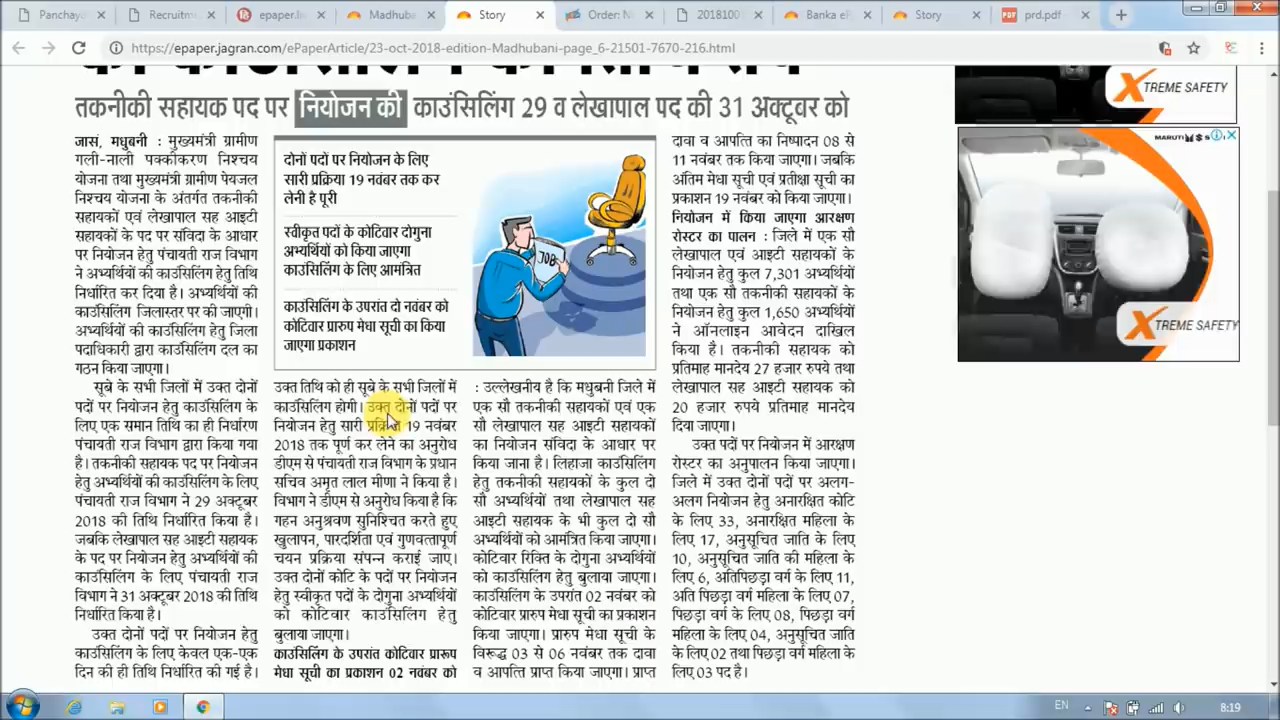 Panchay
Recruitme
epaper.liv
Madhuba
Story
Order: N
2018100
Banka eP
Story
prd.pdf
https://epaper.jagran.com/ePaperArticle/23-oct-2018-edition-Madhubani-page_6-21501-7670-216.html
तकनीकी सहायक पद पर नियोजन की काउंसिलिंग 29 व लेखापाल पद की 31 अक्टूबर को
जासं, मधुबनी : मुख्यमंत्री ग्रामीण
गली-नाली पक्कीकरण निश्चय
योजना तथा मुख्यमंत्री ग्रामीण पेयजल
निश्चय योजना के अंतर्गत तकनीकी
सहायकों एवं लेखापाल सह आइटी
सहायकों के पद पर संविदा के आधार
पर नियोजन हेतु पंचायती राज विभाग
ने अभ्यर्थियों की काउंसिलिंग हेतु तिथि
निर्धारित कर दिया है। अभ्यर्थियों की
काउंसिलिंग जिलास्तर पर की जाएगी।
अभ्यर्थियों की काउंसिलिंग हेतु जिला
पदाधिकारी द्वारा काउंसिलिंग दल का
गठन किया जाएगा।
सूबे के सभी जिलों में उक्त दोनों
पदों पर नियोजन हेतु काउंसिलिंग के
लिए एक समान तिथि का ही निर्धारण
पंचायती राज विभाग द्वारा किया गया
है। तकनीकी सहायक पद पर नियोजन
हेतु अभ्यर्थियों की काउंसिलिंग के लिए
पंचायती राज विभाग ने 29 अक्टूबर
2018 की तिथि निर्धारित किया है।
जबकि लेखापाल सह आइटी सहायक
के पद पर नियोजन हेतु अभ्यर्थियों की
काउंसिलिंग के लिए पंचायती राज
विभाग ने 31 अक्टूबर 2018 की तिथि
निर्धारित किया है।
उक्त दोनों पदों पर नियोजन हेतु
काउंसिलिंग के लिए केवल एक-एक
दिन की ही तिथि निर्धारित की गई है।
दोनों पदों पर नियोजन के लिए
सारी प्रक्रिया 19 नवंबर तक कर
लेनी है पूरी
स्वीकृत पदों के कोटिवार दोगुना
अभ्यर्थियों को किया जाएगा
काउंसिलिंग के लिए आमंत्रित
काउंसिलिंग के उपरांत दो नवंबर को
कोटिवार प्रारुप मेधा सूची का किया
जाएगा प्रकाशन
JOB
उक्त तिथि को ही सूबे के सभी जिलों में
काउंसिलिंग होगी। उक्त दोनों पदों पर
नियोजन हेतु सारी प्रक्रिया 19 नवंबर
2018 तक पूर्ण कर लेने का अनुरोध
डीएम से पंचायती राज विभाग के प्रधान
सचिव अमृत लाल मीणा ने किया है।
विभाग ने डीएम से अनुरोध किया है कि
गहन अनुश्रवण सुनिश्चित करते हुए
खुलापन, पारदर्शिता एवं गुणवत्तापूर्ण
चयन प्रक्रिया संपन्न कराई जाए।
उक्त दोनों कोटि के पदों पर नियोजन
हेतु स्वीकृत पदों के दोगुना अभ्यर्थियों
को कोटिवार काउंसिलिंग हेतु
बुलाया जाएगा।
काउंसिलिंग के उपरांत कोटिवार प्रारूप
मेधा सूची का प्रकाशन 02 नवंबर को
: उल्लेखनीय है कि मधुबनी जिले में
एक सौ तकनीकी सहायकों एवं एक
सौ लेखापाल सह आइटी सहायकों
का नियोजन संविदा के आधार पर
किया जाना है। लिहाजा काउंसिलिंग
हेतु तकनीकी सहायकों के कुल दो
सौ अभ्यर्थियों तथा लेखापाल सह
आइटी सहायक के भी कुल दो सौ
अभ्यर्थियों को आमंत्रित किया जाएगा।
कोटिवार रिक्ति के दोगुना अभ्यर्थियों
को काउंसिलिंग हेतु बुलाया जाएगा।
काउंसिलिंग के उपरांत 02 नवंबर को
कोटिवार प्रारुप मेधा सूची का प्रकाशन
किया जाएगा। प्रारुप मेधा सूची के
विरूद्ध 03 से 06 नवंबर तक दावा
व आपत्ति प्राप्त किया जाएगा। प्राप्त
दावा व आपत्ति का निष्पादन 08 से
11 नवंबर तक किया जाएगा। जबकि
अंतिम मेधा सूची एवं प्रतीक्षा सूची का
प्रकाशन 19 नवंबर को किया जाएगा।
नियोजन में किया जाएगा आरक्षण
रोस्टर का पालन : जिले में एक सौ
लेखापाल एवं आइटी सहायकों के
नियोजन हेतु कुल 7,301 अभ्यर्थियों
तथा एक सौ तकनीकी सहायकों के
नियोजन हेतु कुल 1,650 अभ्यर्थियों
ने ऑनलाइन आवेदन दाखिल
किया है। तकनीकी सहायक को
प्रतिमाह मानदेय 27 हजार रुपये तथा
लेखापाल सह आइटी सहायक को
20 हजार रुपये प्रतिमाह मानदेय
दिया जाएगा।
उक्त पदों पर नियोजन में आरक्षण
रोस्टर का अनुपालन किया जाएगा।
जिले में उक्त दोनों पदों पर अलग-
अलग नियोजन हेतु अनारक्षित कोटि
के लिए 33, अनारक्षित महिला के
लिए 17, अनुसूचित जाति के लिए
10, अनुसूचित जाति की महिला के
लिए 6, अतिपिछड़ा वर्ग के लिए 11,
अति पिछड़ा वर्ग महिला के लिए 07,
पिछड़ा वर्ग के लिए 08, पिछड़ा वर्ग
महिला के लिए 04, अनुसूचित जाति
के लिए 02 तथा पिछड़ा वर्ग महिला के
लिए 03 पद है।
XTREME SAFETY
MARUTI
XTREME SAFETY
EN
8:19